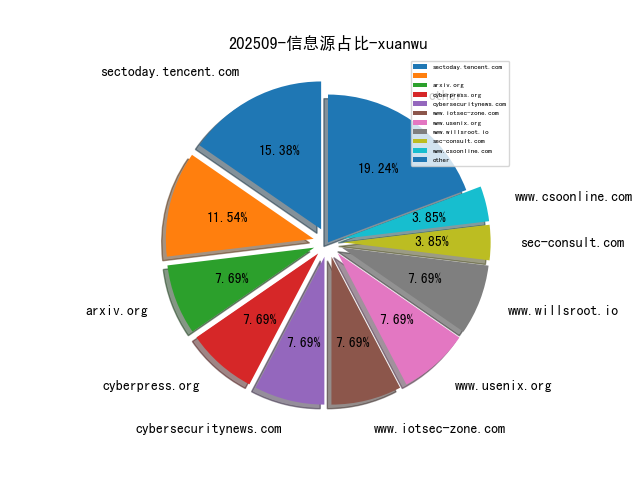 202509-信息源占比-xuanwu
sectoday.tencent.com
arxiv.org
cyberpress.org
cybersecuritynews.com
www.iotsec-zone.com
www.usenix.org
www.willsroot.io
sec-consult.com
www.csoonline.com
other
sectoday.tencent.com
15.38%
19.24%
11.54%
3.85%
www.csoonline.com
3.85%
sec-consult.com
7.69%
7.69%
arxiv.org
www.willsroot.io
7.69%
7.69%
7.69%
7.69%
cyberpress.org
www.usenix.org
cybersecuritynews.com
www.iotsec-zone.com